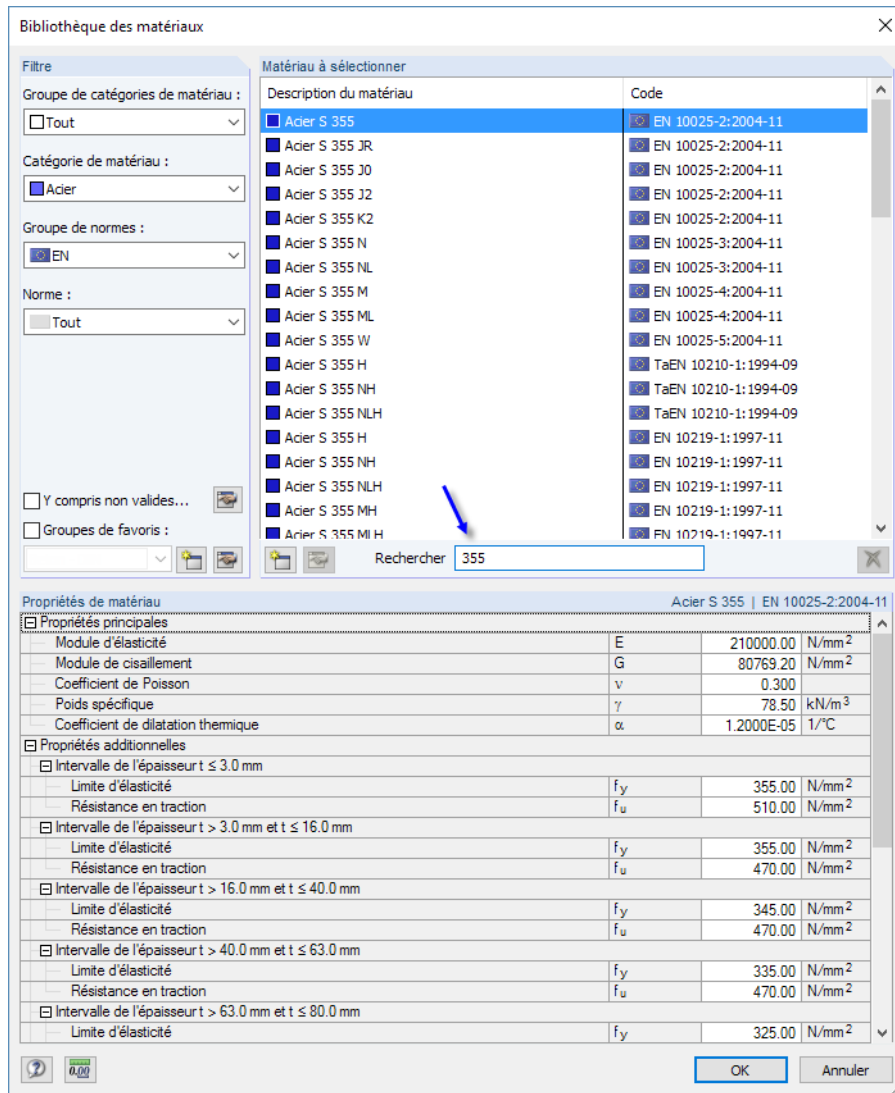 Bibliothèque des matériaux
Filtre
Groupe de catégories de matériau :
Tout
Catégorie de matériau :
Acier
Groupe de normes :
EN
Norme :
Tout
Y compris non valides...
Groupes de favoris :
Matériau à sélectionner
Description du matériau Code
Acier S 355 EN 10025-2:2004-11
Acier S 355 JR EN 10025-2:2004-11
Acier S 355 J0 EN 10025-2:2004-11
Acier S 355 J2 EN 10025-2:2004-11
Acier S 355 K2 EN 10025-2:2004-11
Acier S 355 N EN 10025-3:2004-11
Acier S 355 NL EN 10025-3:2004-11
Acier S 355 M EN 10025-4:2004-11
Acier S 355 ML EN 10025-4:2004-11
Acier S 355 W EN 10025-5:2004-11
Acier S 355 H TaEN 10210-1:1994-09
Acier S 355 NH TaEN 10210-1:1994-09
Acier S 355 NLH TaEN 10210-1:1994-09
Acier S 355 H EN 10219-1:1997-11
Acier S 355 NH EN 10219-1:1997-11
Acier S 355 NLH EN 10219-1:1997-11
Acier S 355 MH EN 10219-1:1997-11
Acier S 355 MLH EN 10219-1:1997-11
Rechercher 355
Propriétés de matériau Acier S 355 | EN 10025-2:2004-11
Propriétés principales
Module d'élasticité E 210000.00 N/mm2
Module de cisaillement G 80769.20 N/mm2
Coefficient de Poisson ν 0.300
Poids spécifique γ 78.50 kN/m3
Coefficient de dilatation thermique α 1.2000E-05 1/°C
Propriétés additionnelles
Intervalle de l'épaisseur t ≤ 3.0 mm
Limite d'élasticité fy 355.00 N/mm2
Résistance en traction fu 510.00 N/mm2
Intervalle de l'épaisseur t > 3.0 mm et t ≤ 16.0 mm
Limite d'élasticité fy 355.00 N/mm2
Résistance en traction fu 470.00 N/mm2
Intervalle de l'épaisseur t > 16.0 mm et t ≤ 40.0 mm
Limite d'élasticité fy 345.00 N/mm2
Résistance en traction fu 470.00 N/mm2
Intervalle de l'épaisseur t > 40.0 mm et t ≤ 63.0 mm
Limite d'élasticité fy 335.00 N/mm2
Résistance en traction fu 470.00 N/mm2
Intervalle de l'épaisseur t > 63.0 mm et t ≤ 80.0 mm
Limite d'élasticité fy 325.00 N/mm2
0.00
OK Annuler